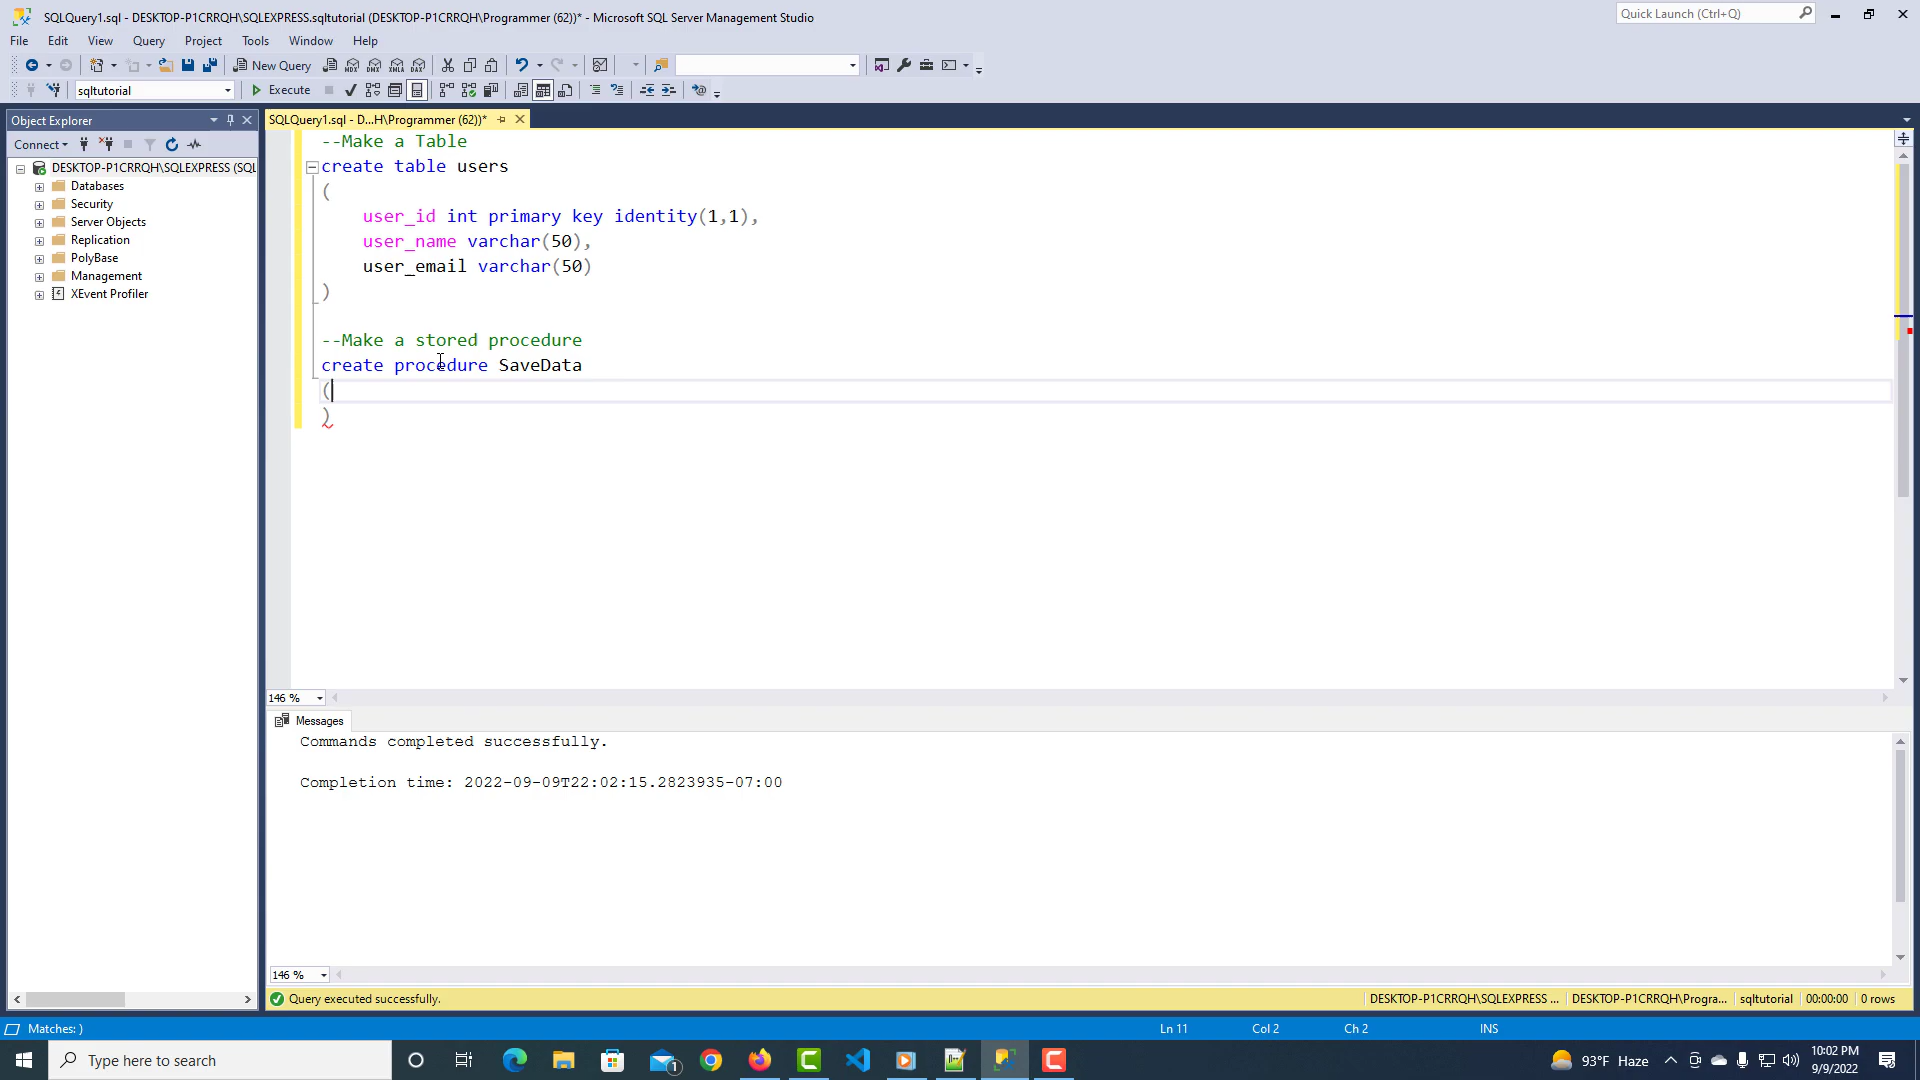 SQLQuery1.sql - DESKTOP-P1CRRQH\SQLEXPRESS.sqltutorial (DESKTOP-P1CRRQH\Programmer (62))* - Microsoft SQL Server Management Studio
Quick Launch (Ctrl+Q)
File Edit View Query Project Tools Window Help
New Query
MDX DMX XMLA DAX
sqltutorial
Execute
Object Explorer
SQLQuery1.sql - D...H\Programmer (62))*
Connect
DESKTOP-P1CRRQH\SQLEXPRESS (SQL
Databases
Security
Server Objects
Replication
PolyBase
Management
XEvent Profiler
--Make a Table
create table users
(
user_id int primary key identity(1,1),
user_name varchar(50),
user_email varchar(50)
)
--Make a stored procedure
create procedure SaveData
(
)
146 %
Messages
Commands completed successfully.
Completion time: 2022-09-09T22:02:15.2823935-07:00
146 %
Query executed successfully.
DESKTOP-P1CRRQH\SQLEXPRESS ...
DESKTOP-P1CRRQH\Progra...
sqltutorial
00:00:00
0 rows
Matches: )
Ln 11
Col 2
Ch 2
INS
Type here to search
1
93°F Haze
10:02 PM
9/9/2022